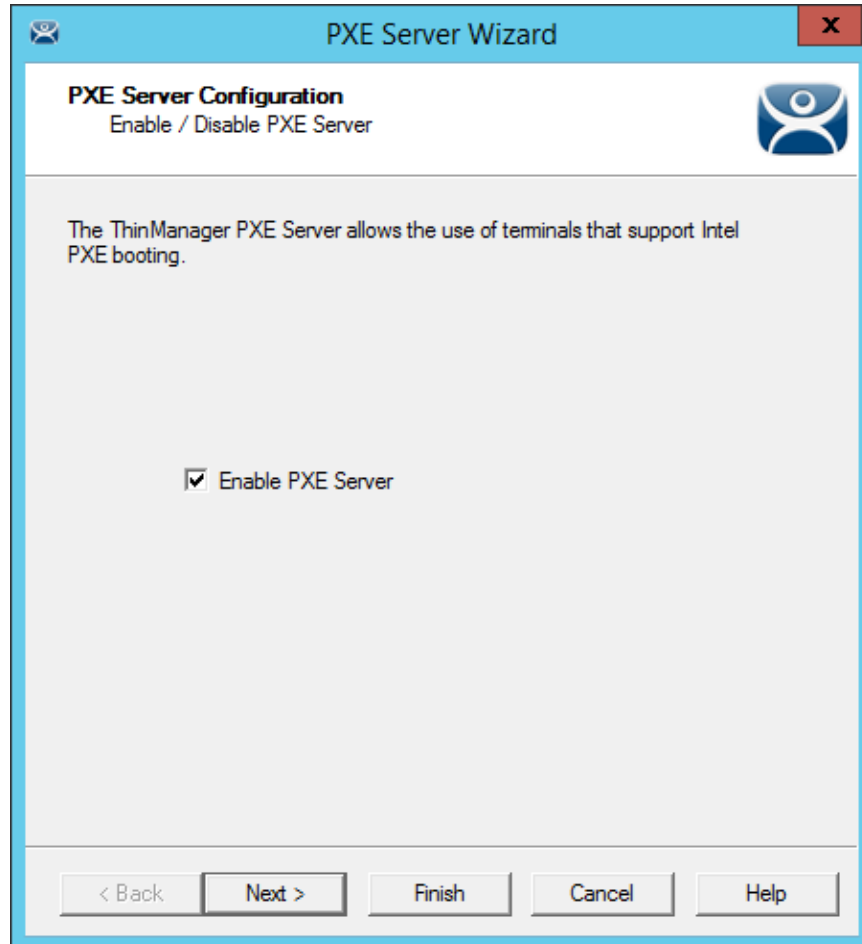 PXE Server Wizard
x
PXE Server Configuration
Enable / Disable PXE Server
The ThinManager PXE Server allows the use of terminals that support Intel
PXE booting.
Enable PXE Server
< Back Next > Finish Cancel Help